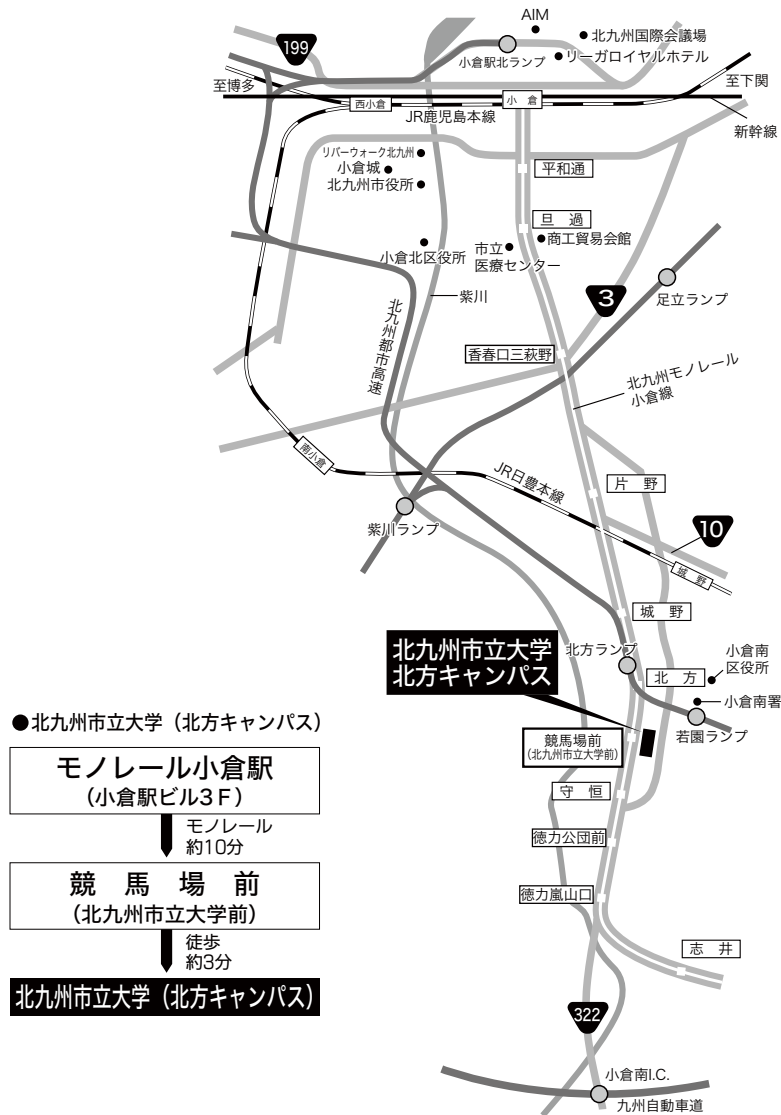 AIM
199
北九州国際会議場
小倉駅北ランプ
リーガロイヤルホテル
至博多
至下関
西小倉
小倉
JR鹿児島本線
新幹線
リバーウォーク北九州
小倉城
平和通
北九州市役所
旦過
商工貿易会館
小倉北区役所
市立
医療センター
紫川
3
足立ランプ
北九州都市高速
香春口三萩野
北九州モノレール
小倉線
南小倉
JR日豊本線
片野
紫川ランプ
10
城野
城野
北九州市立大学
北方キャンパス
北方ランプ
小倉南
区役所
北方
小倉南署
若園ランプ
競馬場前
(北九州市立大学前)
守恒
徳力公団前
徳力嵐山口
志井
322
小倉南I.C.
九州自動車道
●北九州市立大学（北方キャンパス）
モノレール小倉駅
（小倉駅ビル3F）
モノレール
約10分
競馬場前
（北九州市立大学前）
徒歩
約3分
北九州市立大学（北方キャンパス）